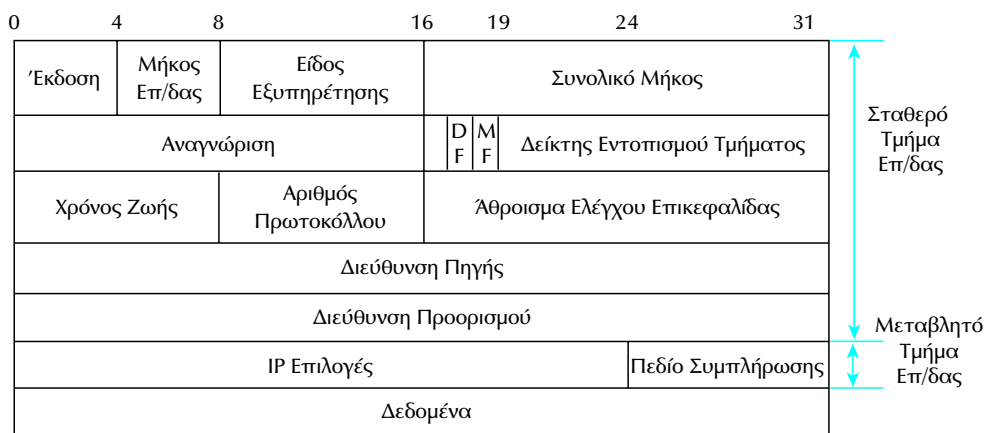 0 4 8 16 19 24 31
Έκδοση
Μήκος
Επ/δας
Είδος
Εξυπηρέτησης
Συνολικό Μήκος
Αναγνώριση
D
F
M
F
Δείκτης Εντοπισμού Τμήματος
Χρόνος Ζωής
Αριθμός
Πρωτοκόλλου
Άθροισμα Ελέγχου Επικεφαλίδας
Διεύθυνση Πηγής
Διεύθυνση Προορισμού
IP Επιλογές
Πεδίο Συμπλήρωσης
Δεδομένα
Σταθερό
Τμήμα
Επ/δας
Μεταβλητό
Τμήμα
Επ/δας